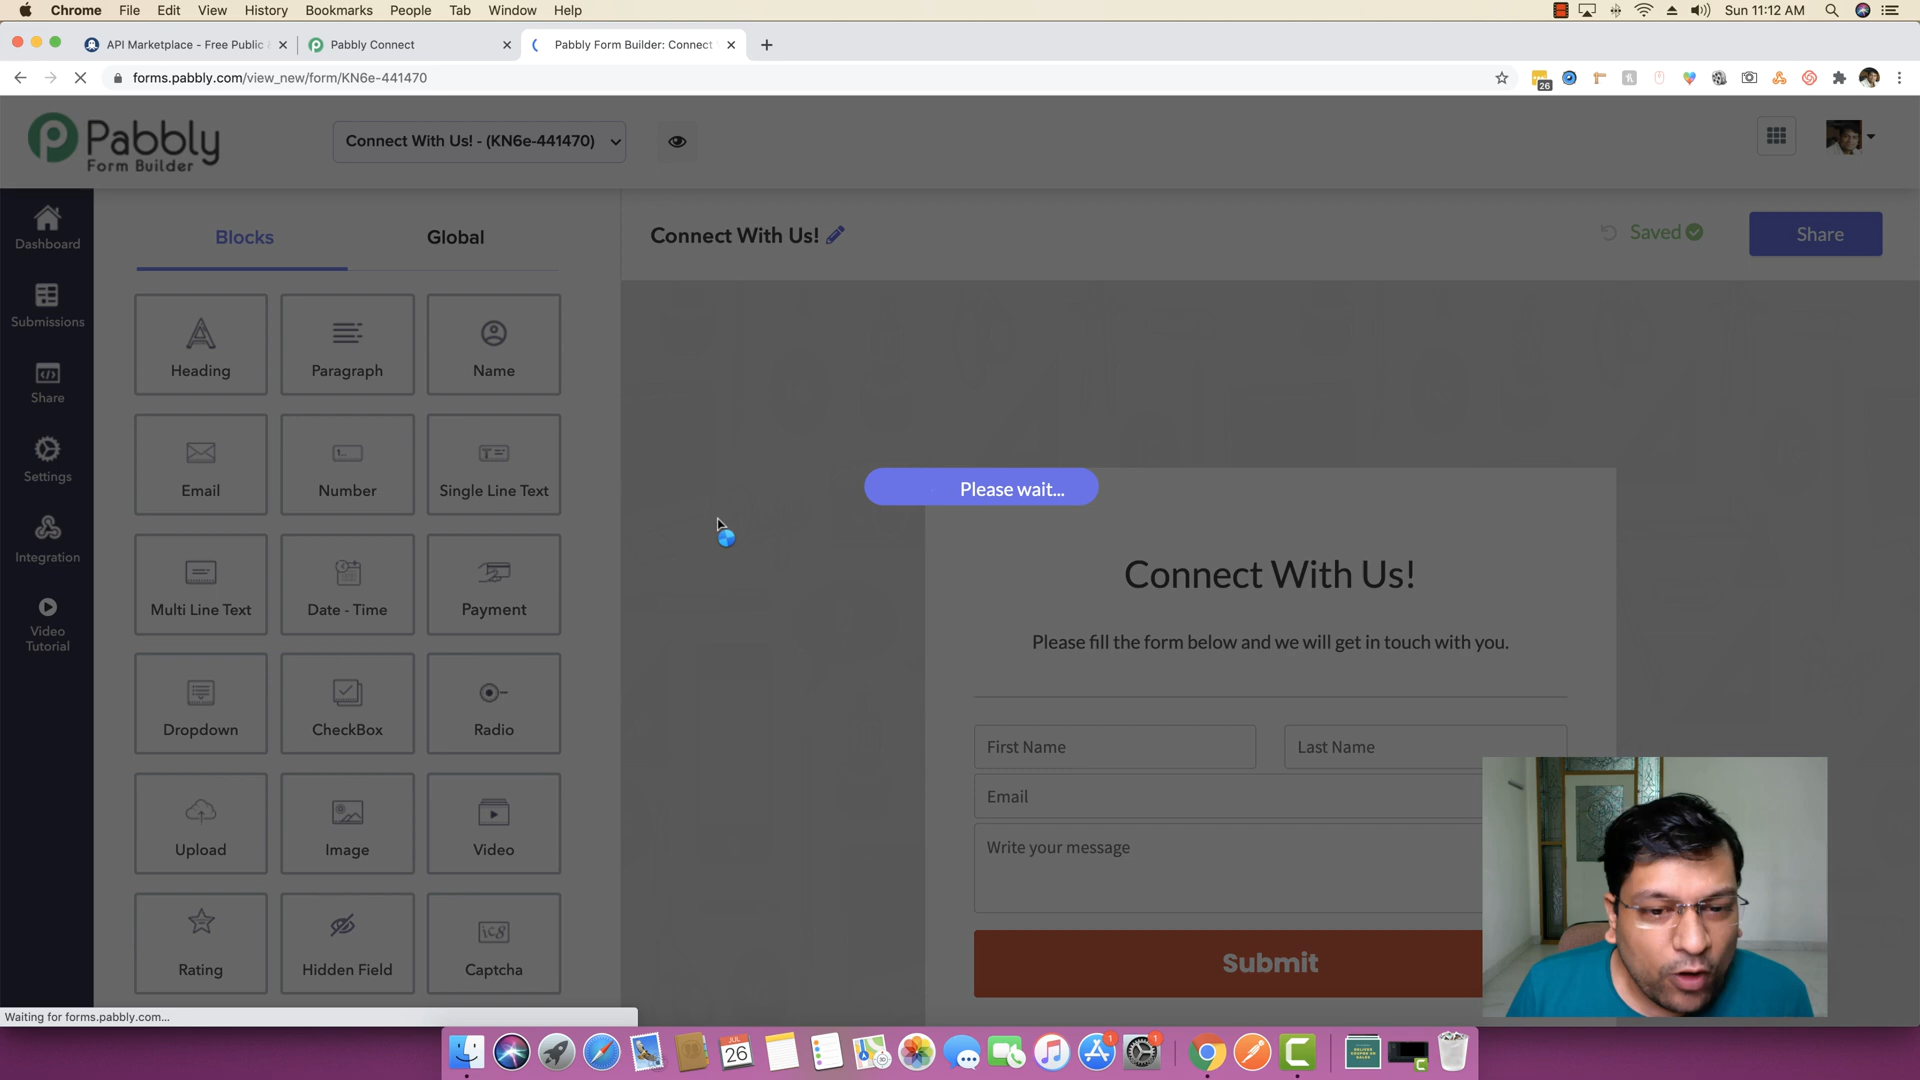 Chrome File Edit View History Bookmarks People Tab Window Help Sun 11:12 AM
API Marketplace - Free Public Pabbly Connect Pabbly Form Builder: Connect
forms.pabbly.com/view_new/form/KN6e-441470
26
Pabbly
Form Builder
Connect With Us! - (KN6e-441470)
Dashboard
Submissions
Share
Settings
Integration
Video
Tutorial
Blocks Global
Heading Paragraph Name
Email Number Single Line Text
Multi Line Text Date - Time Payment
Dropdown CheckBox Radio
Upload Image Video
Rating Hidden Field Captcha
Connect With Us! Saved Share
Please wait...
Connect With Us!
Please fill the form below and we will get in touch with you.
First Name Last Name
Email
Write your message
Submit
Waiting for forms.pabbly.com...
JUL
26
1
1